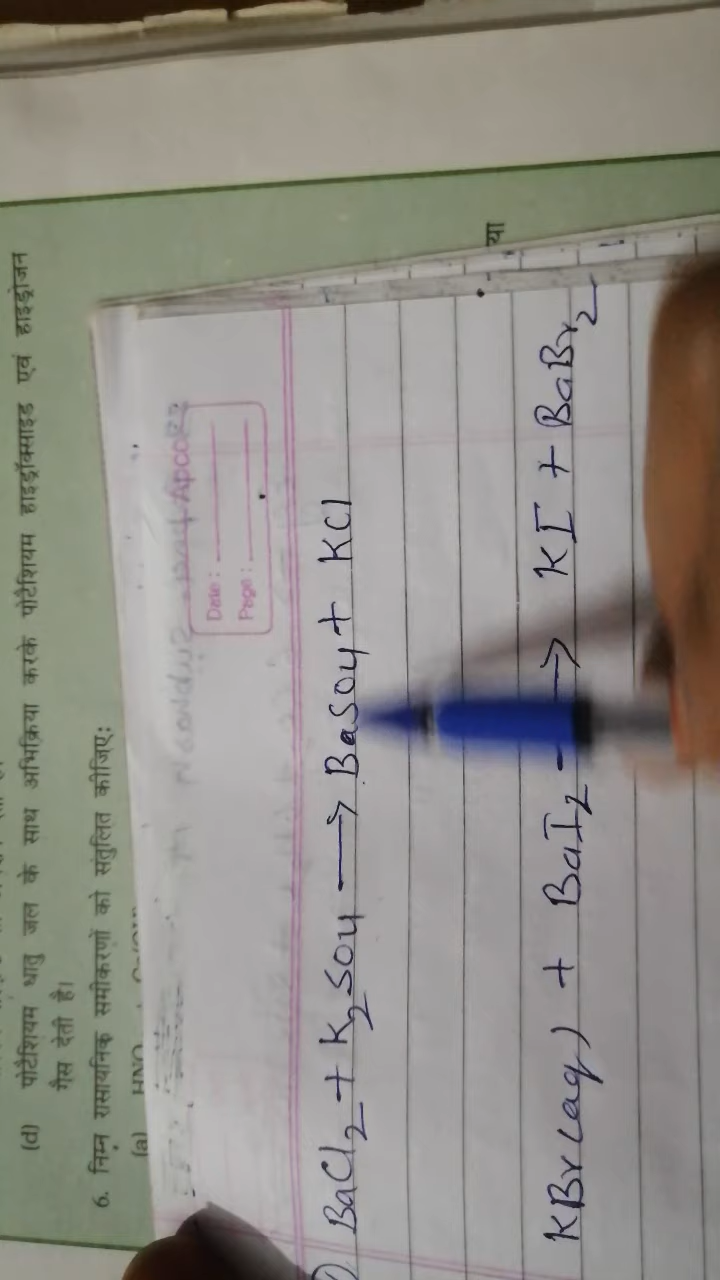 (d) पोटैशियम धातु जल के साथ अभिक्रिया करके पोटैशियम हाइड्रॉक्साइड एवं हाइड्रोजन
गैस देती है।
6. निम्न रासायनिक समीकरणों को संतुलित कीजिए:
(a) HNO
Date :
Page :
BaCl2 + K2SO4 → BaSO4 + KCl
या
KBr(aq) + BaI2 → KI + BaBr2